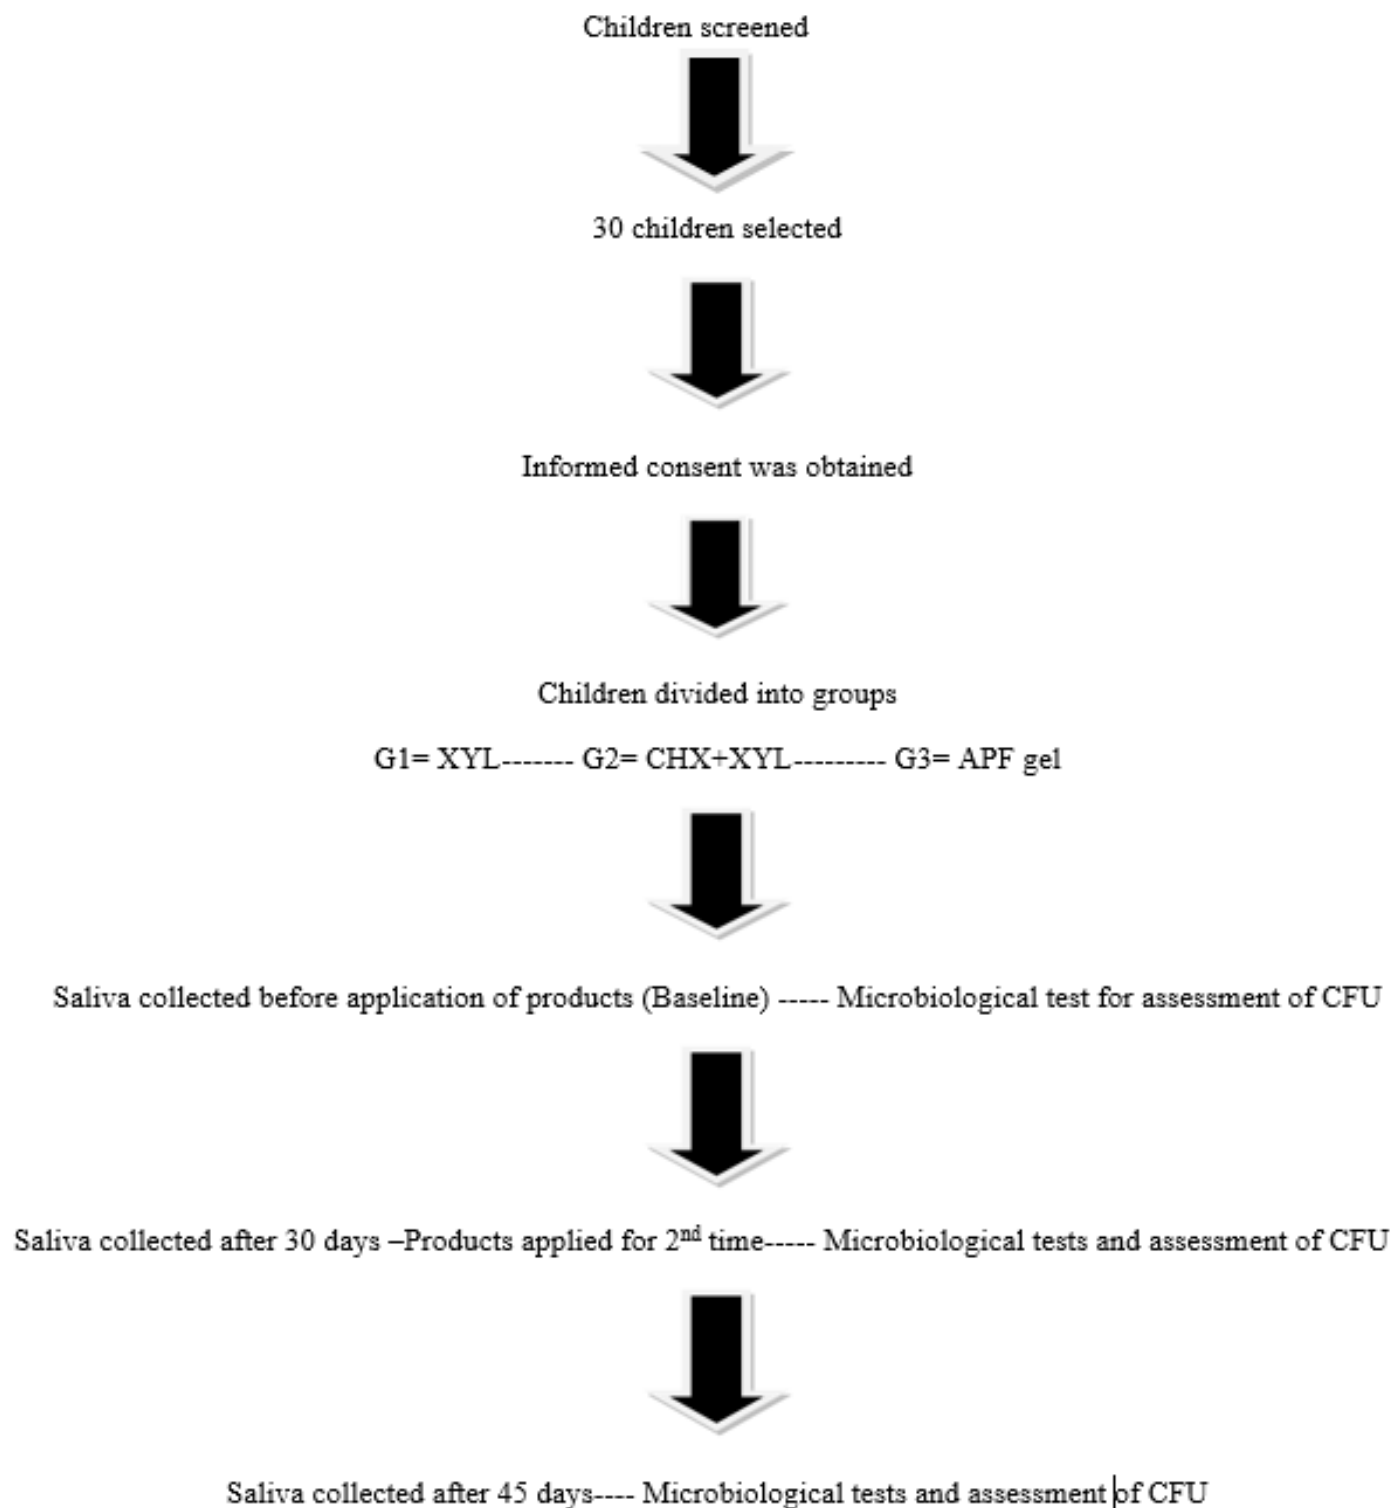 Children screened
30 children selected
Informed consent was obtained
Children divided into groups
G1= XYL------- G2= CHX+XYL--------- G3= APF gel
Saliva collected before application of products (Baseline) ----- Microbiological test for assessment of CFU
Saliva collected after 30 days –Products applied for 2nd time----- Microbiological tests and assessment of CFU
Saliva collected after 45 days---- Microbiological tests and assessment of CFU